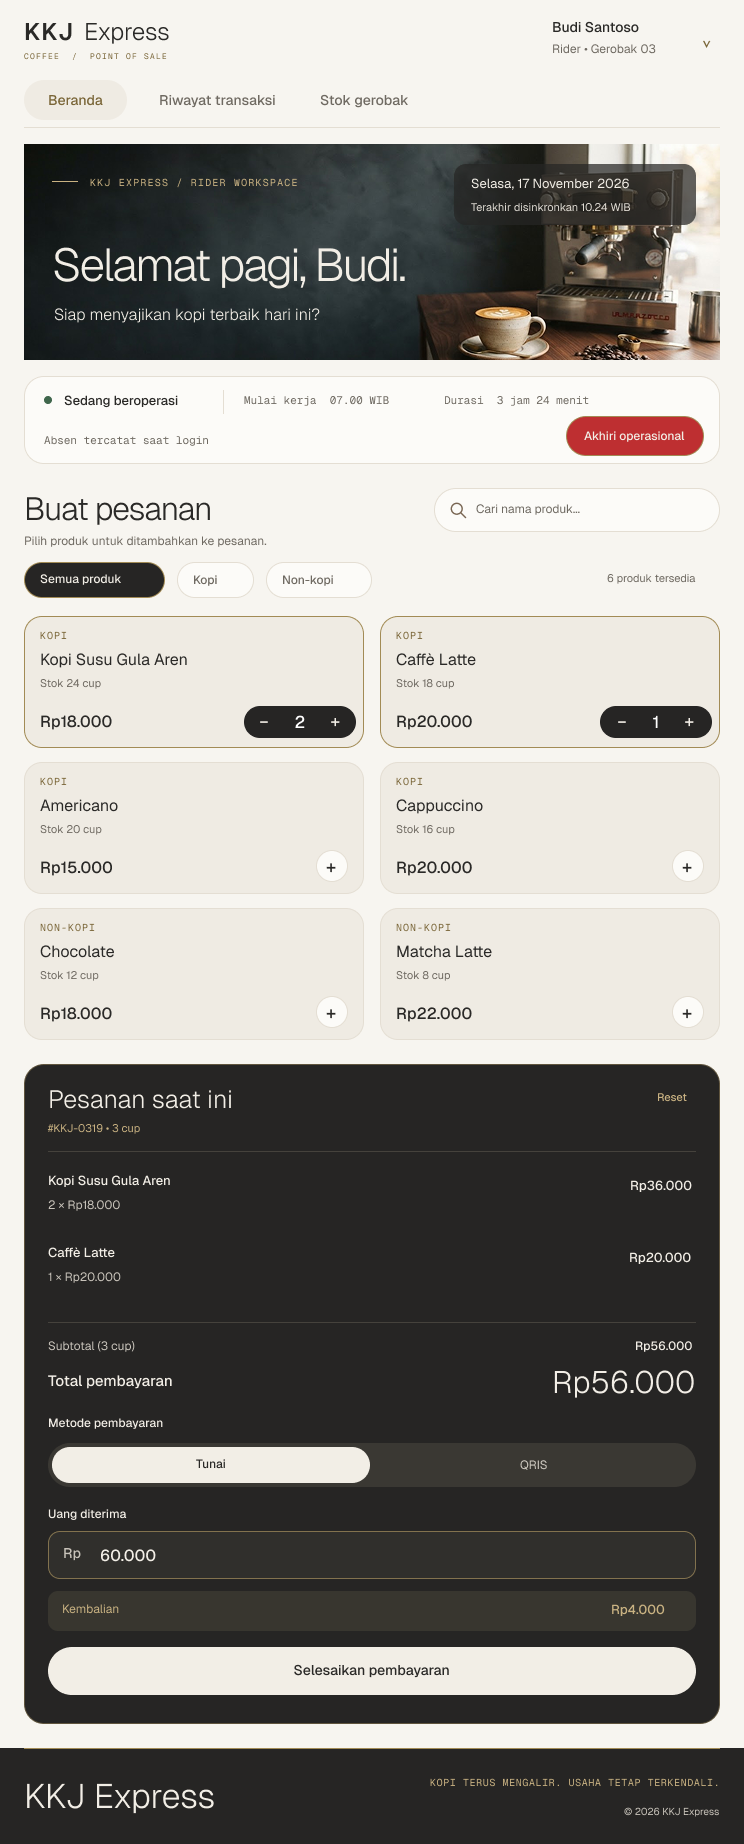 KKJ Express
COFFEE / POINT OF SALE
Budi Santoso
Rider • Gerobak 03
Beranda
Riwayat transaksi
Stok gerobak
KKJ EXPRESS / RIDER WORKSPACE
Selasa, 17 November 2026
Terakhir disinkronkan 10.24 WIB
Selamat pagi, Budi.
Siap menyajikan kopi terbaik hari ini?
Sedang beroperasi
Mulai kerja 07.00 WIB
Durasi 3 jam 24 menit
Absen tercatat saat login
Akhiri operasional
Buat pesanan
Pilih produk untuk ditambahkan ke pesanan.
Cari nama produk...
Semua produk
Kopi
Non-kopi
6 produk tersedia
KOPI
Kopi Susu Gula Aren
Stok 24 cup
Rp18.000
− 2 +
KOPI
Caffè Latte
Stok 18 cup
Rp20.000
− 1 +
KOPI
Americano
Stok 20 cup
Rp15.000
+
KOPI
Cappuccino
Stok 16 cup
Rp20.000
+
NON-KOPI
Chocolate
Stok 12 cup
Rp18.000
+
NON-KOPI
Matcha Latte
Stok 8 cup
Rp22.000
+
Pesanan saat ini
Reset
#KKJ-0319 • 3 cup
Kopi Susu Gula Aren
2 × Rp18.000
Rp36.000
Caffè Latte
1 × Rp20.000
Rp20.000
Subtotal (3 cup)
Rp56.000
Total pembayaran
Rp56.000
Metode pembayaran
Tunai
QRIS
Uang diterima
Rp 60.000
Kembalian
Rp4.000
Selesaikan pembayaran
KKJ Express
KOPI TERUS MENGALIR. USAHA TETAP TERKENDALI.
© 2026 KKJ Express